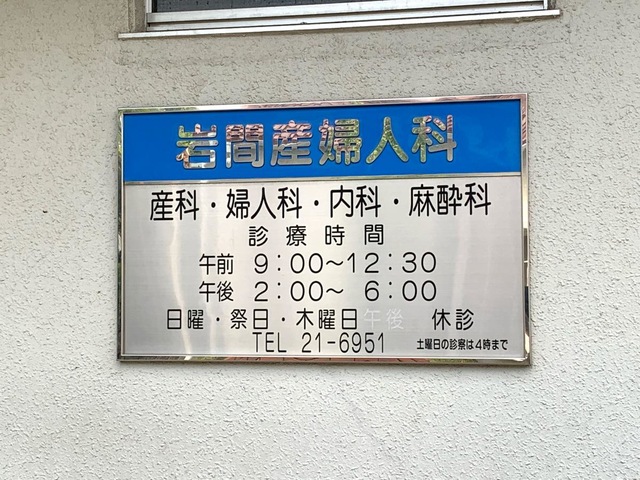 岩間産婦人科
産科・婦人科・内科・麻酔科
診療時間
午前 9:00〜12:30
午後 2:00〜 6:00
日曜・祭日・木曜日午後 休診
TEL 21-6951 土曜日の診察は4時まで